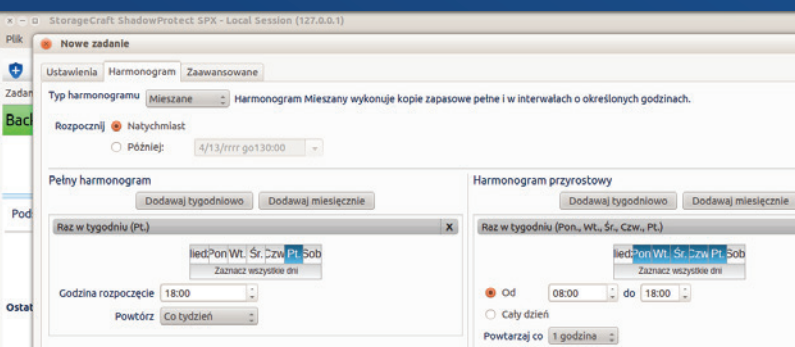 StorageCraft ShadowProtect SPX - Local Session (127.0.0.1)
Plik
Nowe zadanie
Ustawienia Harmonogram Zaawansowane
Zadan
Typ harmonogramu Mieszane Harmonogram Mieszany wykonuje kopie zapasowe pełne i w interwałach o określonych godzinach.
Back
Rozpocznij Natychmiast
Później: 4/13/rrrr go130:00
Pełny harmonogram Harmonogram przyrostowy
Dodawaj tygodniowo Dodawaj miesięcznie Dodawaj tygodniowo Dodawaj miesięcznie
Pod
Raz w tygodniu (Pt.) X Raz w tygodniu (Pon., Wt., Śr., Czw., Pt.)
lied: Pon Wt. Śr. Czw Pt. Sob lied: Pon Wt. Śr. Czw Pt. Sob
Zaznacz wszystkie dni Zaznacz wszystkie dni
Godzina rozpoczęcie 18:00 Od 08:00 do 18:00
Ostat
Powtórz Co tydzień Cały dzień
Powtarzaj co 1 godzina